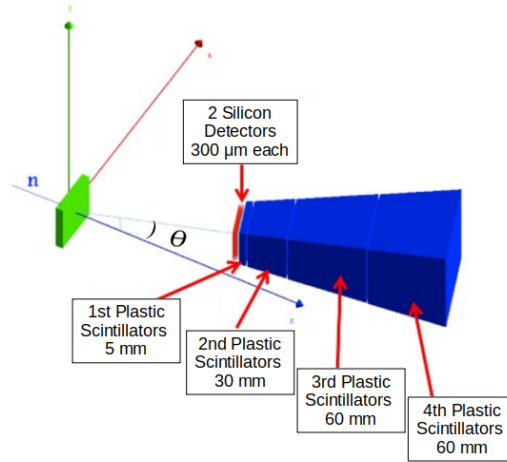 y
x
2 Silicon
Detectors
300 μm each
n
θ
z
1st Plastic
Scintillators
5 mm
2nd Plastic
Scintillators
30 mm
3rd Plastic
Scintillators
60 mm
4th Plastic
Scintillators
60 mm